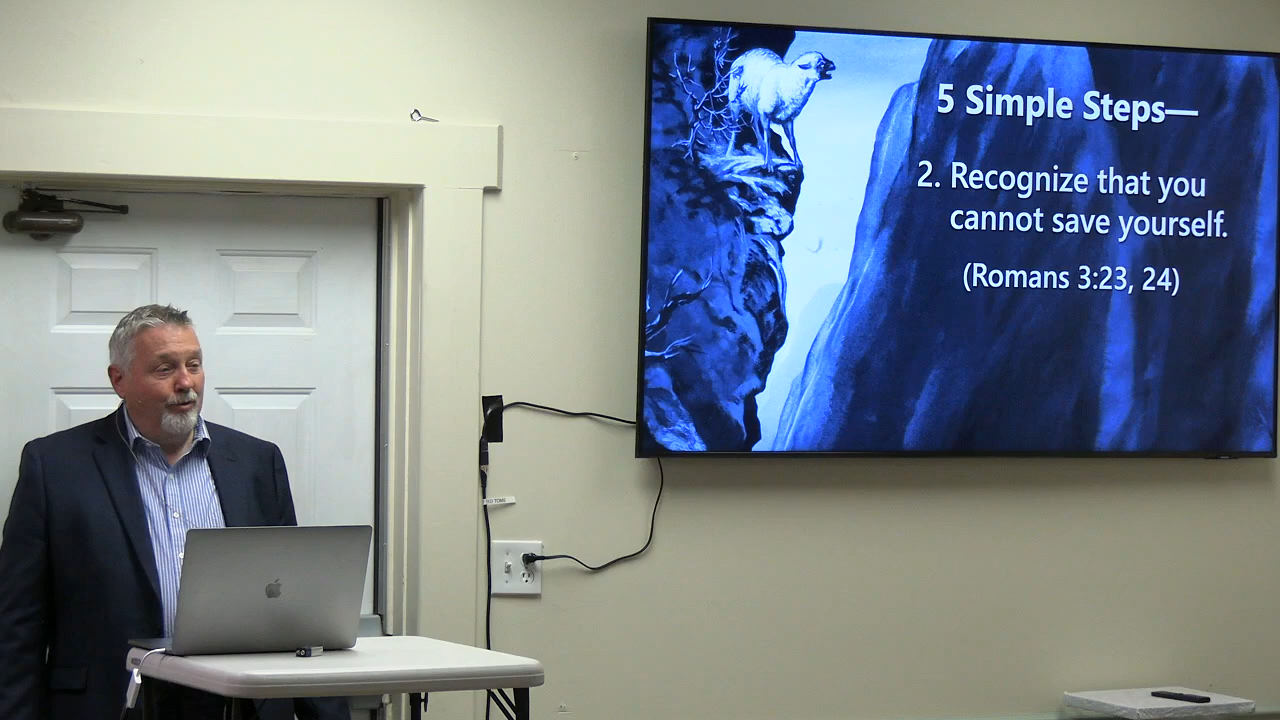 5 Simple Steps—
2. Recognize that you
cannot save yourself.
(Romans 3:23, 24)